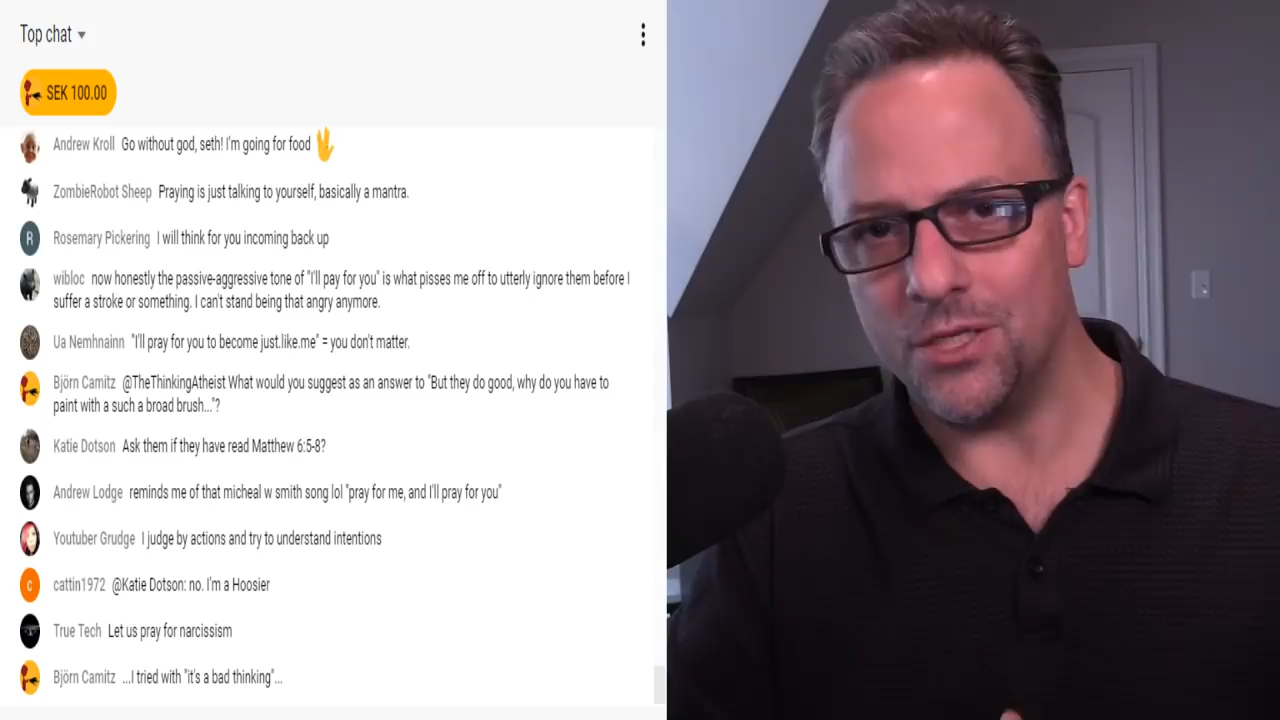 Top chat
SEK 100.00
Andrew Kroll Go without god, seth! I'm going for food
ZombieRobot Sheep Praying is just talking to yourself, basically a mantra.
R
Rosemary Pickering I will think for you incoming back up
wibloc now honestly the passive-aggressive tone of "I'll pay for you" is what pisses me off to utterly ignore them before I
suffer a stroke or something. I can't stand being that angry anymore.
Ua Nemhnainn "I'll pray for you to become just.like.me" = you don't matter.
Björn Camitz @TheThinkingAtheist What would you suggest as an answer to "But they do good, why do you have to
paint with a such a broad brush..."?
Katie Dotson Ask them if they have read Matthew 6:5-8?
Andrew Lodge reminds me of that micheal w smith song lol "pray for me, and I'll pray for you"
Youtuber Grudge I judge by actions and try to understand intentions
c
cattin1972 @Katie Dotson: no. I'm a Hoosier
True Tech Let us pray for narcissism
Björn Camitz ...I tried with "it's a bad thinking"...